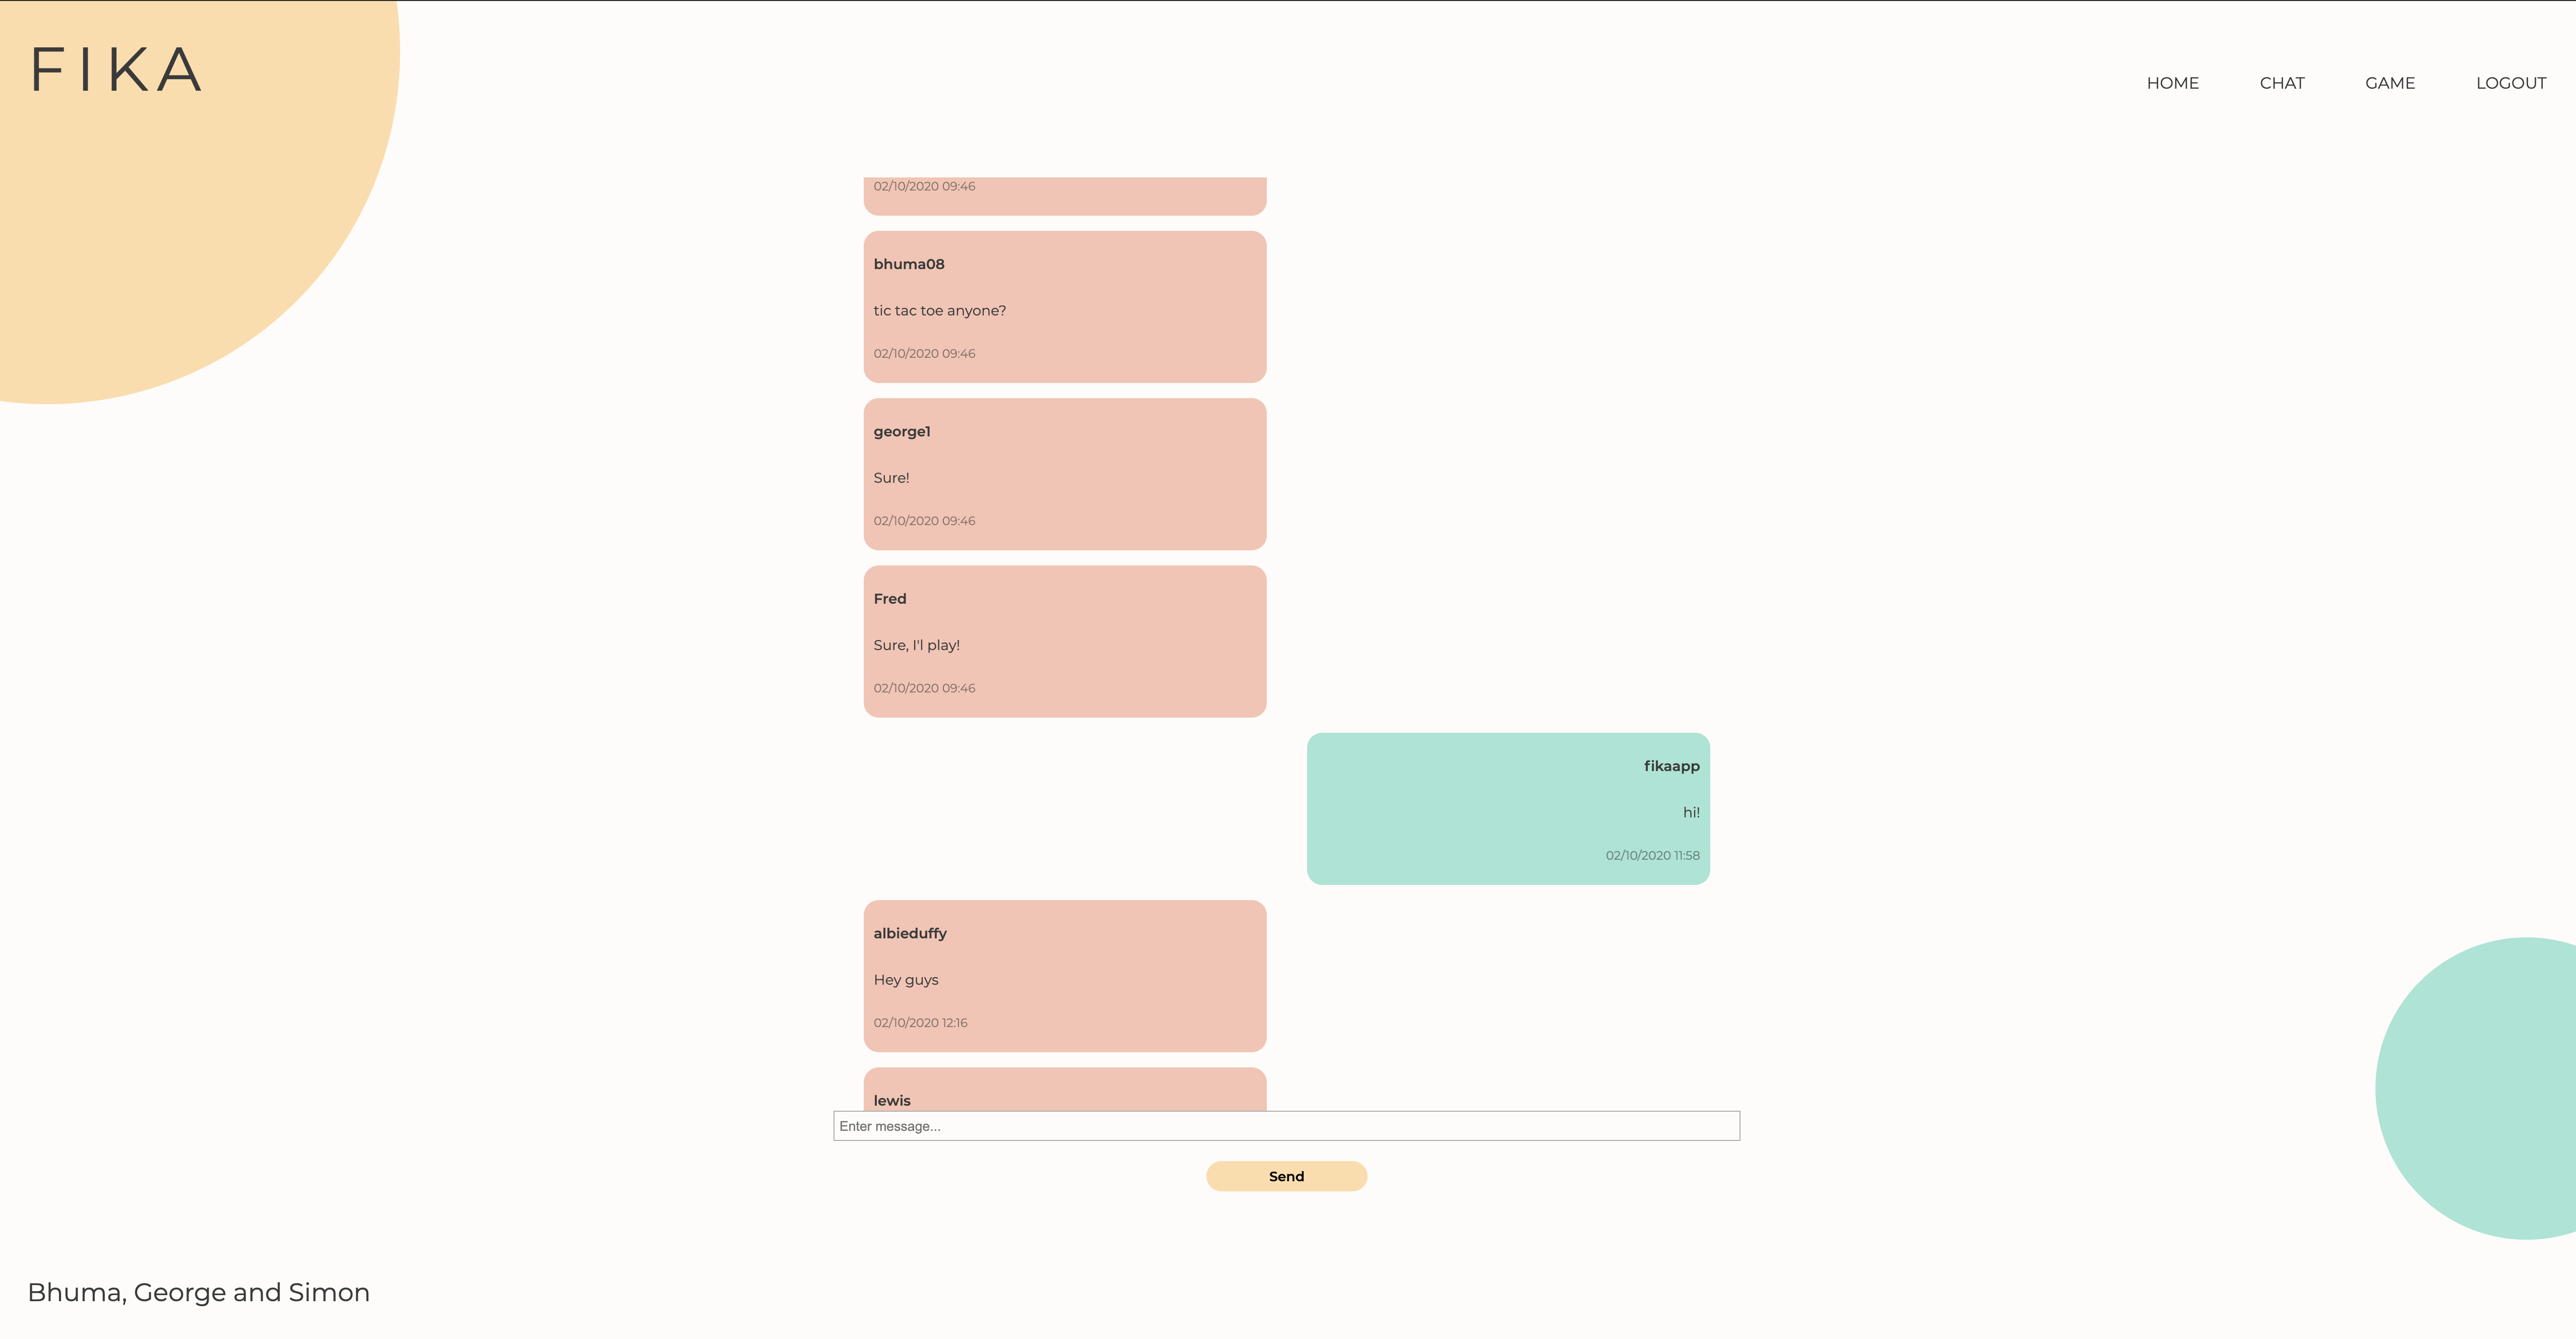 FIKA
HOME CHAT GAME LOGOUT
02/10/2020 09:46
bhuma08
tic tac toe anyone?
02/10/2020 09:46
george1
Sure!
02/10/2020 09:46
Fred
Sure, I'l play!
02/10/2020 09:46
fikaapp
hi!
02/10/2020 11:58
albieduffy
Hey guys
02/10/2020 12:16
lewis
Enter message...
Send
Bhuma, George and Simon